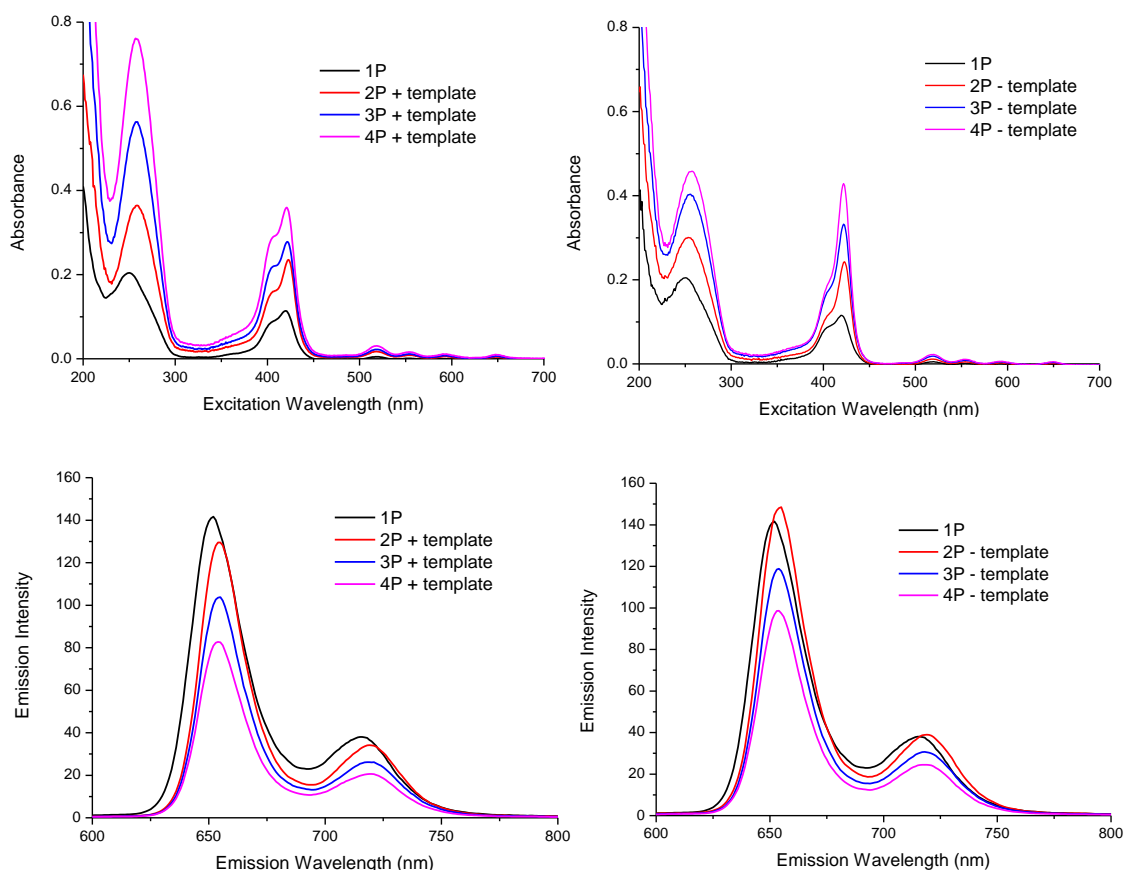 0.8
0.6
0.4
0.2
0.0
Absorbance
1P
2P + template
3P + template
4P + template
200 300 400 500 600 700
Excitation Wavelength (nm)
0.8
0.6
0.4
0.2
0.0
Absorbance
1P
2P - template
3P - template
4P - template
200 300 400 500 600 700
Excitation Wavelength (nm)
160
140
120
100
80
60
40
20
0
Emission Intensity
1P
2P + template
3P + template
4P + template
600 650 700 750 800
Emission Wavelength (nm)
160
140
120
100
80
60
40
20
0
Emission Intensity
1P
2P - template
3P - template
4P - template
600 650 700 750 800
Emission Wavelength (nm)